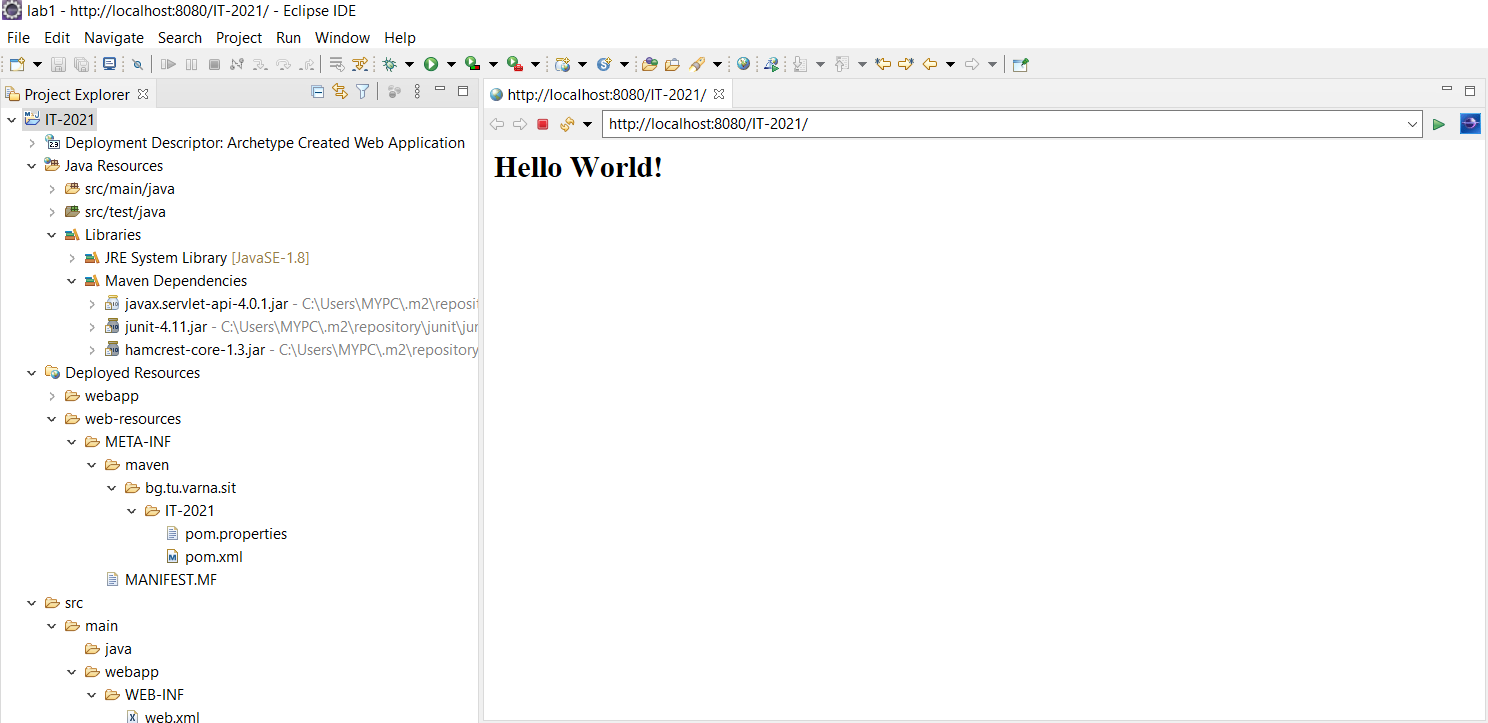 lab1 - http://localhost:8080/IT-2021/ - Eclipse IDE
File Edit Navigate Search Project Run Window Help
Project Explorer
IT-2021
Deployment Descriptor: Archetype Created Web Application
Java Resources
src/main/java
src/test/java
Libraries
JRE System Library [JavaSE-1.8]
Maven Dependencies
javax.servlet-api-4.0.1.jar - C:\Users\MYPC\.m2\reposit
junit-4.11.jar - C:\Users\MYPC\.m2\repository\junit\jun
hamcrest-core-1.3.jar - C:\Users\MYPC\.m2\repository
Deployed Resources
webapp
web-resources
META-INF
maven
bg.tu.varna.sit
IT-2021
pom.properties
pom.xml
MANIFEST.MF
src
main
java
webapp
WEB-INF
web.xml
http://localhost:8080/IT-2021/
http://localhost:8080/IT-2021/
Hello World!